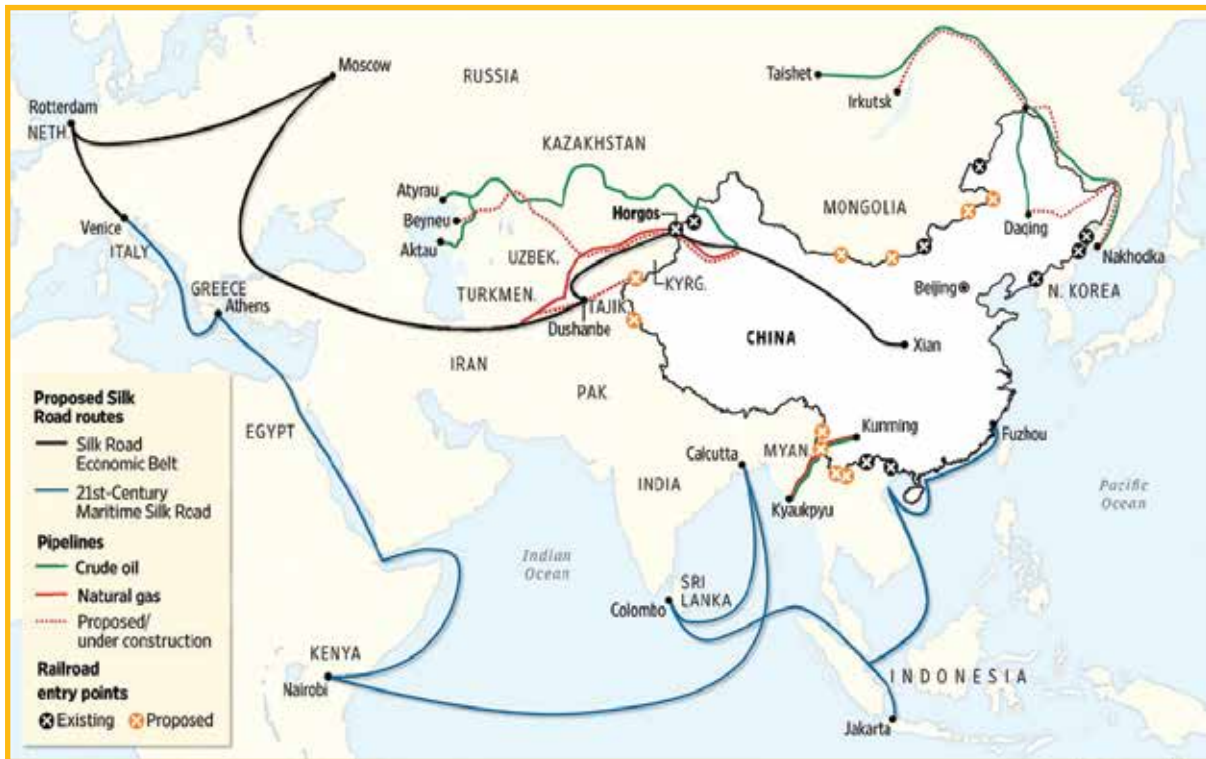 Moscow
RUSSIA
Taishet
Irkutsk
Rotterdam
NETH.
KAZAKHSTAN
Atyrau
Beyneu
Aktau
Horgos
MONGOLIA
Daqing
Nakhodka
Venice
ITALY
UZBEK.
KYRG.
Beijing
N. KOREA
GREECE
Athens
TURKMEN.
TAJIK.
Dushanbe
CHINA
Xian
IRAN
PAK.
EGYPT
Kunming
Fuzhou
MYAN.
Calcutta
INDIA
Kyaukpyu
Pacific
Ocean
Indian
Ocean
SRI
LANKA
Colombo
KENYA
Nairobi
INDONESIA
Jakarta
Proposed Silk
Road routes
Silk Road
Economic Belt
21st-Century
Maritime Silk Road
Pipelines
Crude oil
Natural gas
Proposed/
under construction
Railroad
entry points
Existing Proposed